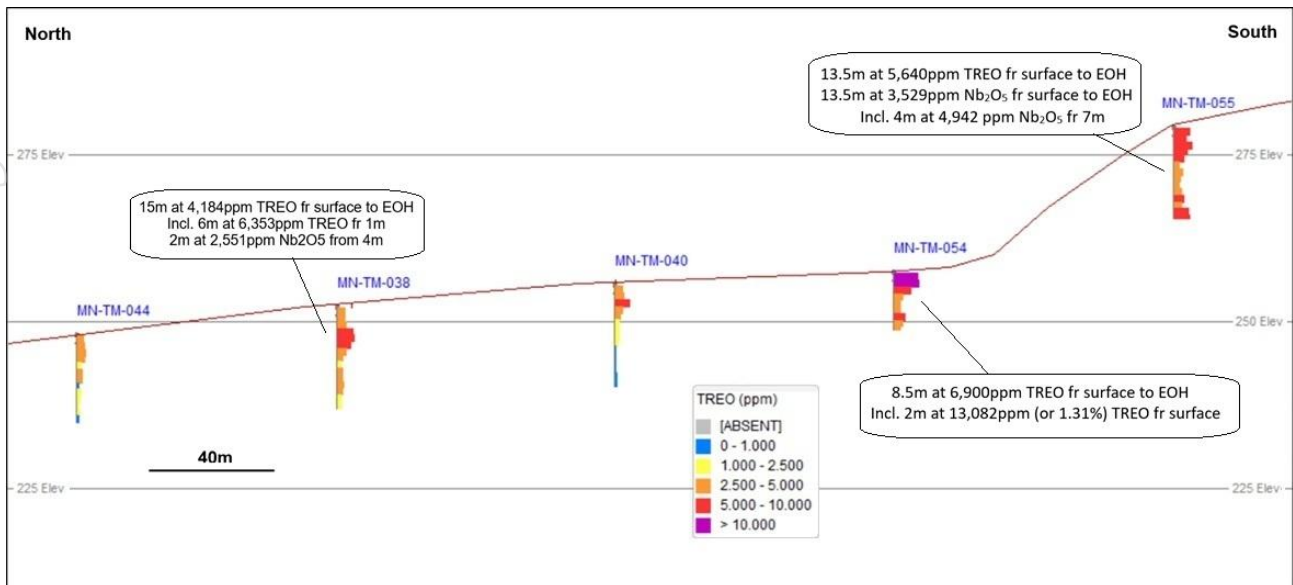 North
South
13.5m at 5,640ppm TREO fr surface to EOH
13.5m at 3,529ppm Nb₂O₅ fr surface to EOH
Incl. 4m at 4,942 ppm Nb₂O₅ fr 7m
MN-TM-055
275 Elev
275 Elev
15m at 4,184ppm TREO fr surface to EOH
Incl. 6m at 6,353ppm TREO fr 1m
2m at 2,551ppm Nb2O5 from 4m
MN-TM-054
MN-TM-040
MN-TM-038
MN-TM-044
250 Elev
8.5m at 6,900ppm TREO fr surface to EOH
Incl. 2m at 13,082ppm (or 1.31%) TREO fr surface
TREO (ppm)
[ABSENT]
0 - 1.000
1.000 - 2.500
2.500 - 5.000
5.000 - 10.000
> 10.000
40m
225 Elev
225 Elev